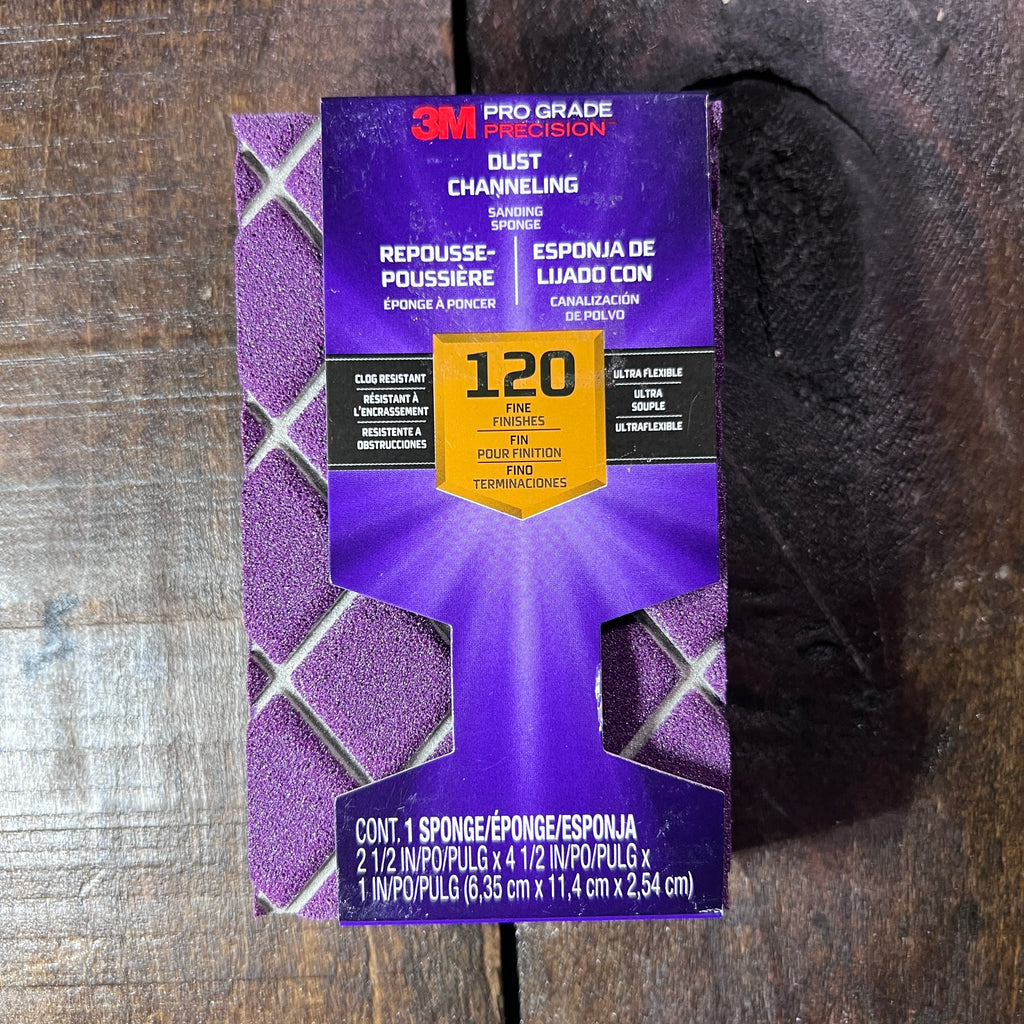 3M PRO GRADE
PRECISION™
DUST
CHANNELING
SANDING
SPONGE
REPOUSSE-
POUSSIÈRE
ÉPONGE À PONCER
ESPONJA DE
LIJADO CON
CANALIZACIÓN
DE POLVO
CLOG RESISTANT
RÉSISTANT À
L'ENCRASSEMENT
RESISTENTE A
OBSTRUCCIONES
120
FINE
FINISHES
FIN
POUR FINITION
FINO
TERMINACIONES
ULTRA FLEXIBLE
ULTRA
SOUPLE
ULTRAFLEXIBLE
CONT. 1 SPONGE/ÉPONGE/ESPONJA
2 1/2 IN/PO/PULG x 4 1/2 IN/PO/PULG x
1 IN/PO/PULG (6,35 cm x 11,4 cm x 2,54 cm)